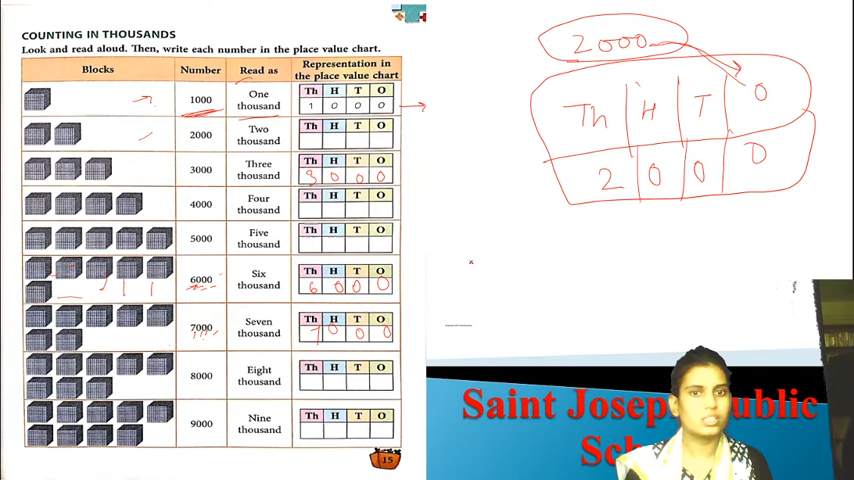 COUNTING IN THOUSANDS
Look and read aloud. Then, write each number in the place value chart.
Blocks Number Read as Representation in the place value chart
1000 One thousand Th H T O
1 0 0 0
2000 Two thousand Th H T O
3000 Three thousand Th H T O
3 0 0 0
4000 Four thousand Th H T O
5000 Five thousand Th H T O
6000 Six thousand Th H T O
6 0 0 0
7000 Seven thousand Th H T O
7 0 0 0
8000 Eight thousand Th H T O
9000 Nine thousand Th H T O
15
2000
Th H T O
2 0 0 0
Saint Joseph Public